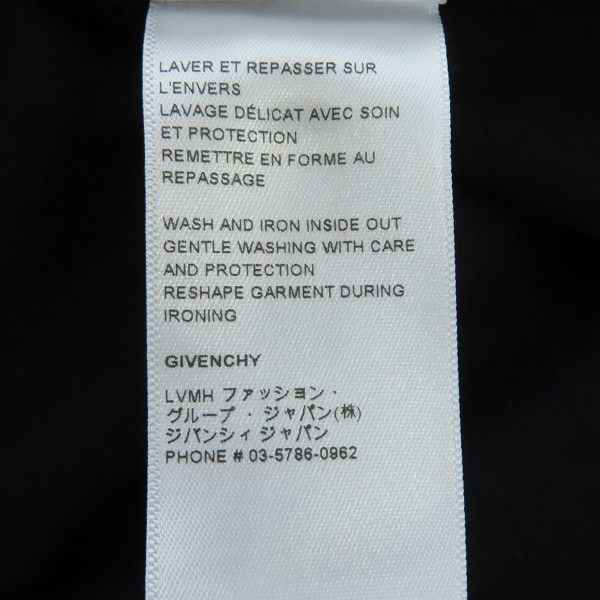 LAVER ET REPASSER SUR
L'ENVERS
LAVAGE DÉLICAT AVEC SOIN
ET PROTECTION
REMETTRE EN FORME AU
REPASSAGE
WASH AND IRON INSIDE OUT
GENTLE WASHING WITH CARE
AND PROTECTION
RESHAPE GARMENT DURING
IRONING
GIVENCHY
LVMH ファッション・
グループ・ジャパン(株)
ジバンシィ ジャパン
PHONE # 03-5786-0962